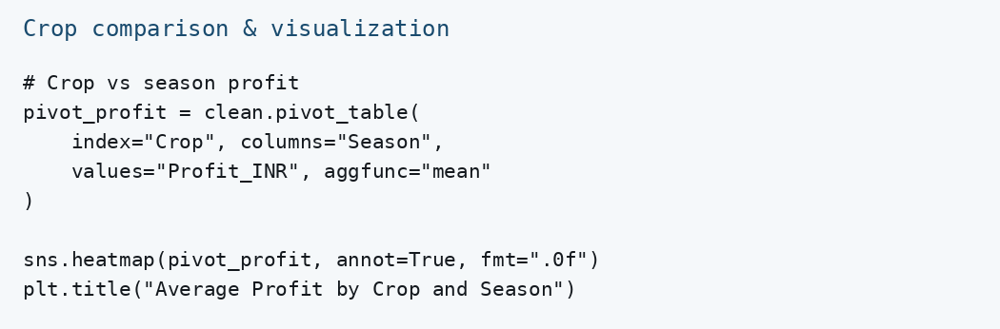 Crop comparison & visualization
# Crop vs season profit
pivot_profit = clean.pivot_table(
    index="Crop", columns="Season",
    values="Profit_INR", aggfunc="mean"
)
sns.heatmap(pivot_profit, annot=True, fmt=".0f")
plt.title("Average Profit by Crop and Season")